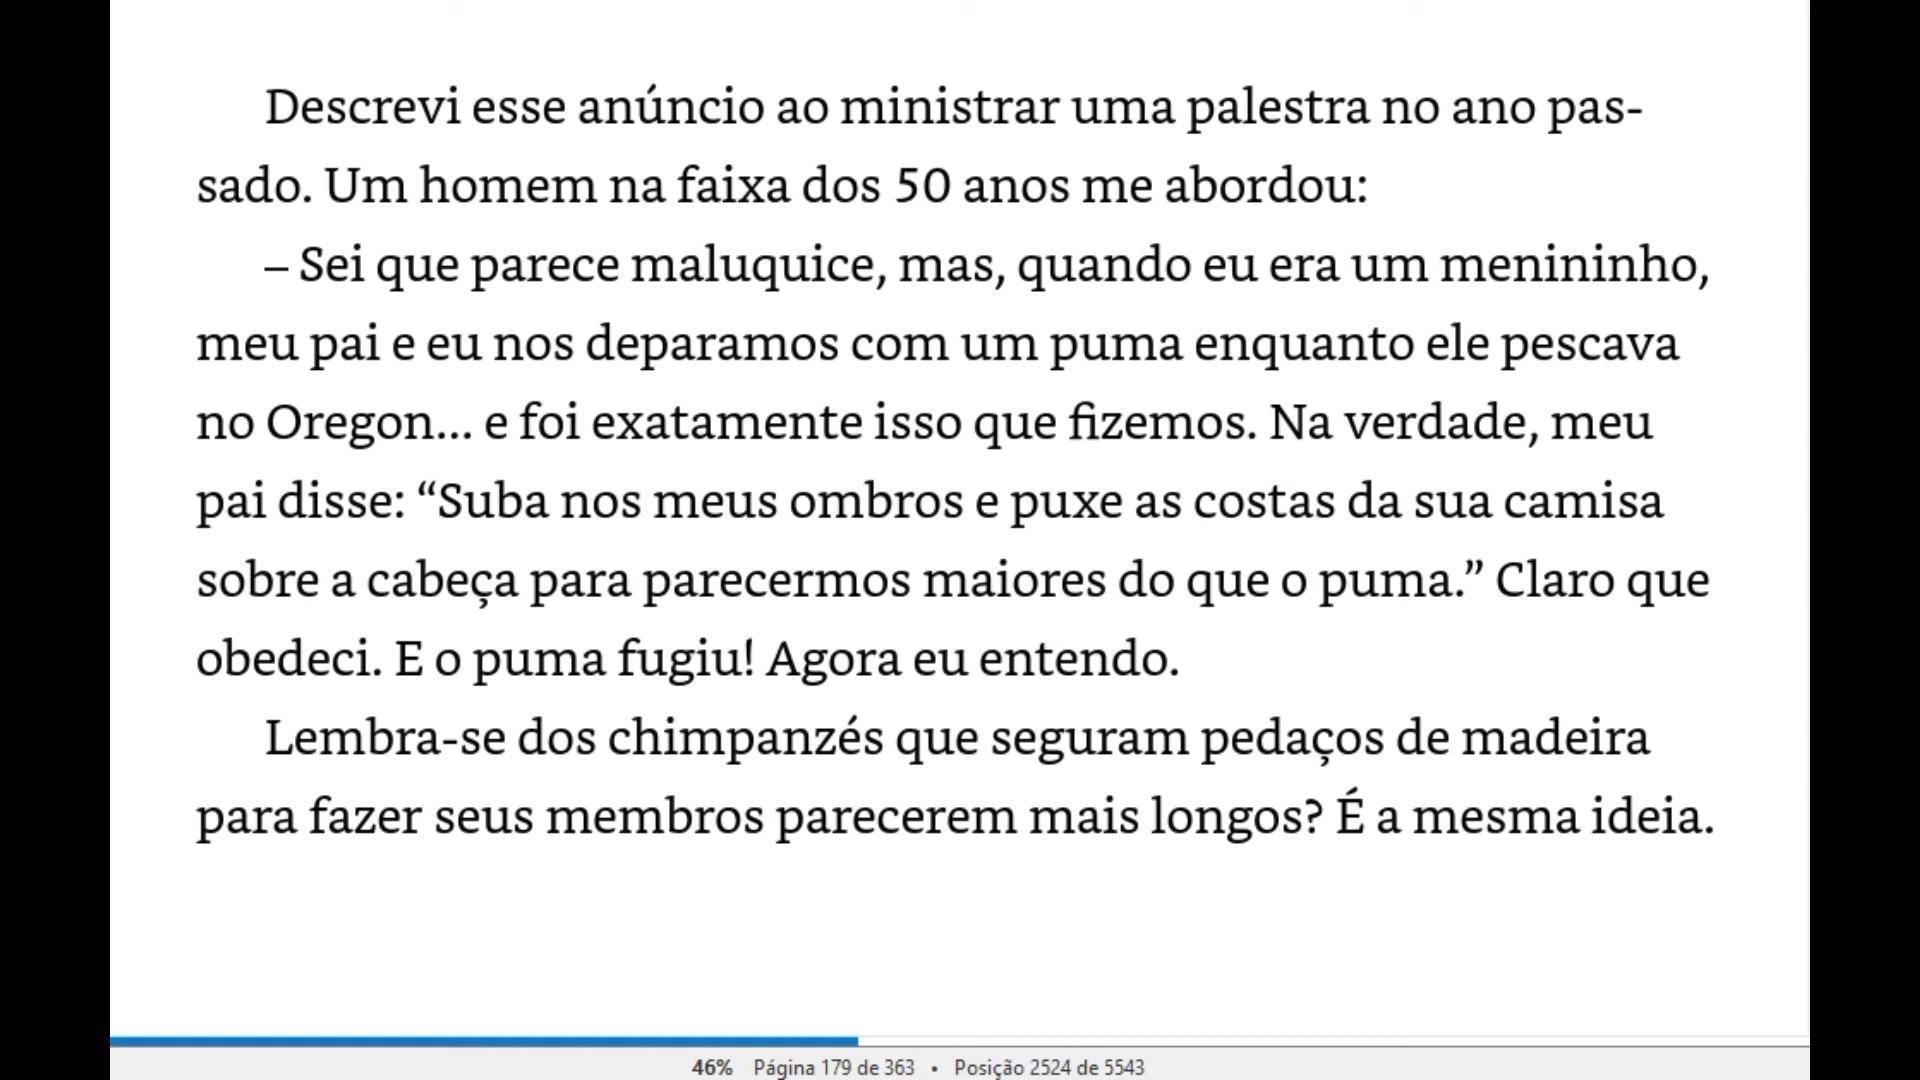 Descrevi esse anúncio ao ministrar uma palestra no ano pas-
sado. Um homem na faixa dos 50 anos me abordou:
– Sei que parece maluquice, mas, quando eu era um menininho,
meu pai e eu nos deparamos com um puma enquanto ele pescava
no Oregon... e foi exatamente isso que fizemos. Na verdade, meu
pai disse: “Suba nos meus ombros e puxe as costas da sua camisa
sobre a cabeça para parecermos maiores do que o puma.” Claro que
obedeci. E o puma fugiu! Agora eu entendo.
Lembra-se dos chimpanzés que seguram pedaços de madeira
para fazer seus membros parecerem mais longos? É a mesma ideia.
46% Página 179 de 363 • Posição 2524 de 5543